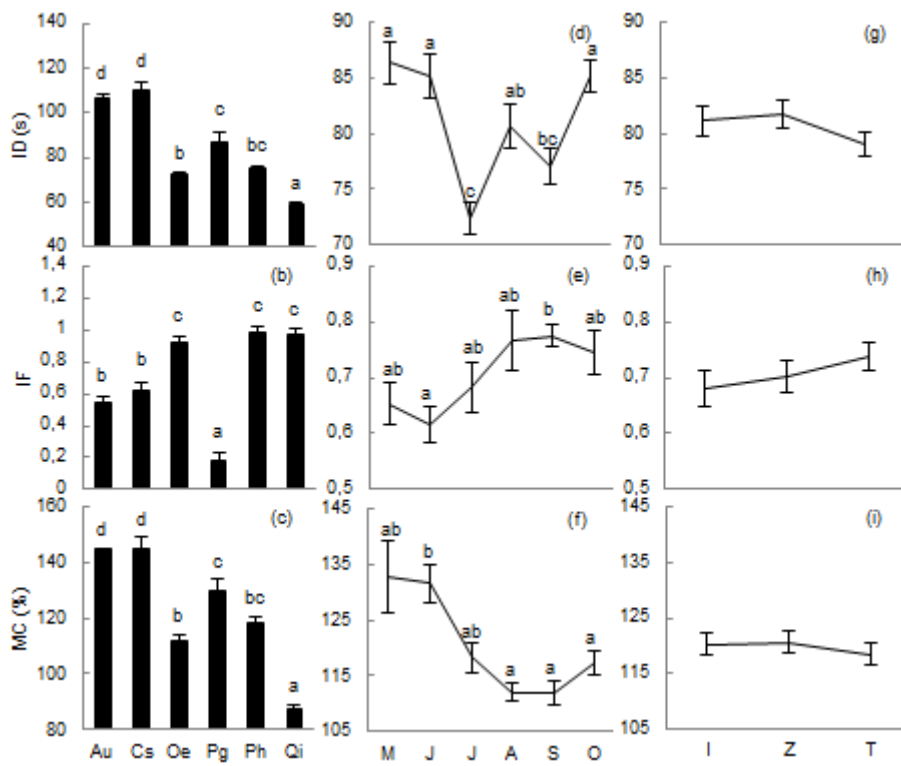 140
120
100
80
60
40
ID (s)
d
d
b
c
bc
a
90
85
80
75
70
(d)
a
a
c
ab
bc
a
90
85
80
75
70
(g)
1,4
1,2
1
0,8
0,6
0,4
0,2
0
IF
(b)
b
b
c
a
c
c
0,9
0,8
0,7
0,6
0,5
(e)
ab
a
ab
ab
b
ab
0,9
0,8
0,7
0,6
0,5
(h)
160
140
120
100
80
MC (%)
(c)
d
d
b
c
bc
a
Au Cs Oe Pg Ph Qi
145
135
125
115
105
(f)
ab
b
ab
a
a
a
M J J A S O
145
135
125
115
105
(i)
I Z T